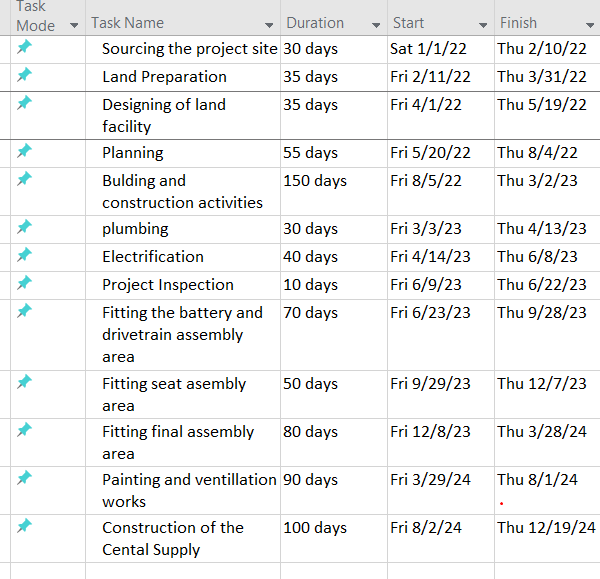 Task
Mode Task Name Duration Start Finish
Sourcing the project site 30 days Sat 1/1/22 Thu 2/10/22
Land Preparation 35 days Fri 2/11/22 Thu 3/31/22
Designing of land 35 days Fri 4/1/22 Thu 5/19/22
facility
Planning 55 days Fri 5/20/22 Thu 8/4/22
Bulding and 150 days Fri 8/5/22 Thu 3/2/23
construction activities
plumbing 30 days Fri 3/3/23 Thu 4/13/23
Electrification 40 days Fri 4/14/23 Thu 6/8/23
Project Inspection 10 days Fri 6/9/23 Thu 6/22/23
Fitting the battery and 70 days Fri 6/23/23 Thu 9/28/23
drivetrain assembly
area
Fitting seat asembly 50 days Fri 9/29/23 Thu 12/7/23
area
Fitting final assembly 80 days Fri 12/8/23 Thu 3/28/24
area
Painting and ventillation 90 days Fri 3/29/24 Thu 8/1/24
works
Construction of the 100 days Fri 8/2/24 Thu 12/19/24
Cental Supply